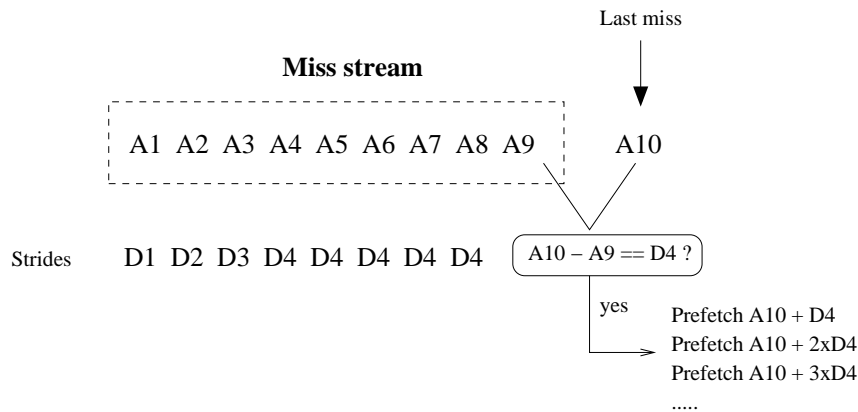 Last miss
Miss stream
A1 A2 A3 A4 A5 A6 A7 A8 A9 A10
Strides D1 D2 D3 D4 D4 D4 D4 D4 A10 − A9 == D4 ?
yes
Prefetch A10 + D4
Prefetch A10 + 2xD4
Prefetch A10 + 3xD4
.....